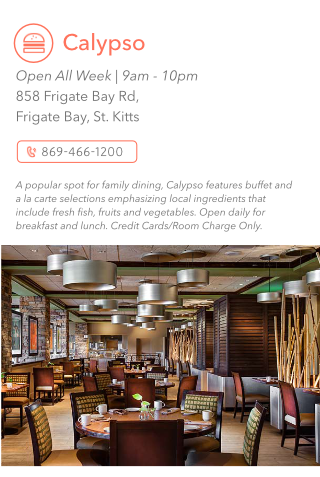 Calypso
Open All Week | 9am - 10pm
858 Frigate Bay Rd,
Frigate Bay, St. Kitts
869-466-1200
A popular spot for family dining, Calypso features buffet and
a la carte selections emphasizing local ingredients that
include fresh fish, fruits and vegetables. Open daily for
breakfast and lunch. Credit Cards/Room Charge Only.